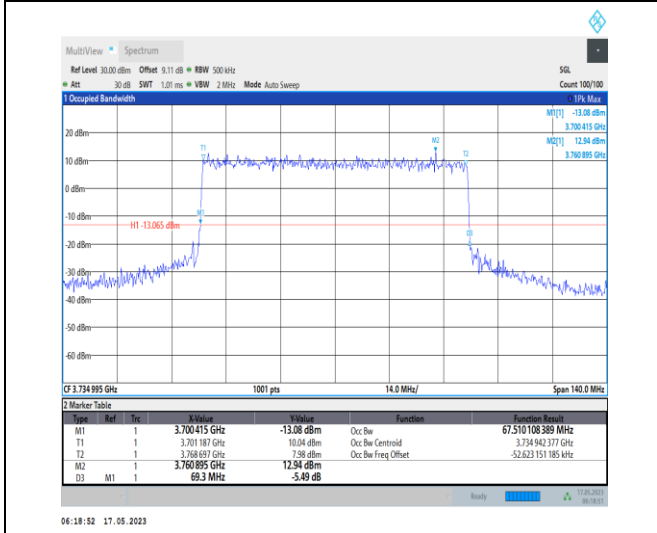 MultiView Spectrum
Ref Level 30.00 dBm Offset 9.11 dB RBW 500 kHz SGL
Att 30 dB SWT 1.01 ms VBW 2 MHz Mode Auto Sweep Count 100/100
1 Occupied Bandwidth 1Pk Max
M1[1] -13.08 dBm
3.700 415 GHz
M2[1] 12.94 dBm
3.760 895 GHz
20 dBm
T1
M2
T2
10 dBm
0 dBm
-10 dBm
M1
H1 -13.065 dBm
D3
-20 dBm
-30 dBm
-40 dBm
-50 dBm
-60 dBm
CF 3.734 995 GHz 1001 pts 14.0 MHz/ Span 140.0 MHz
2 Marker Table
Type Ref Trc X-Value Y-Value Function Function Result
M1 1 3.700 415 GHz -13.08 dBm Occ Bw 67.510 108 389 MHz
T1 1 3.701 187 GHz 10.04 dBm Occ Bw Centroid 3.734 942 377 GHz
T2 1 3.768 697 GHz 7.98 dBm Occ Bw Freq Offset -52.623 151 185 kHz
M2 1 3.760 895 GHz 12.94 dBm
D3 M1 1 69.3 MHz -5.49 dB
Ready 17.05.2023
06:18:51
06:18:52 17.05.2023